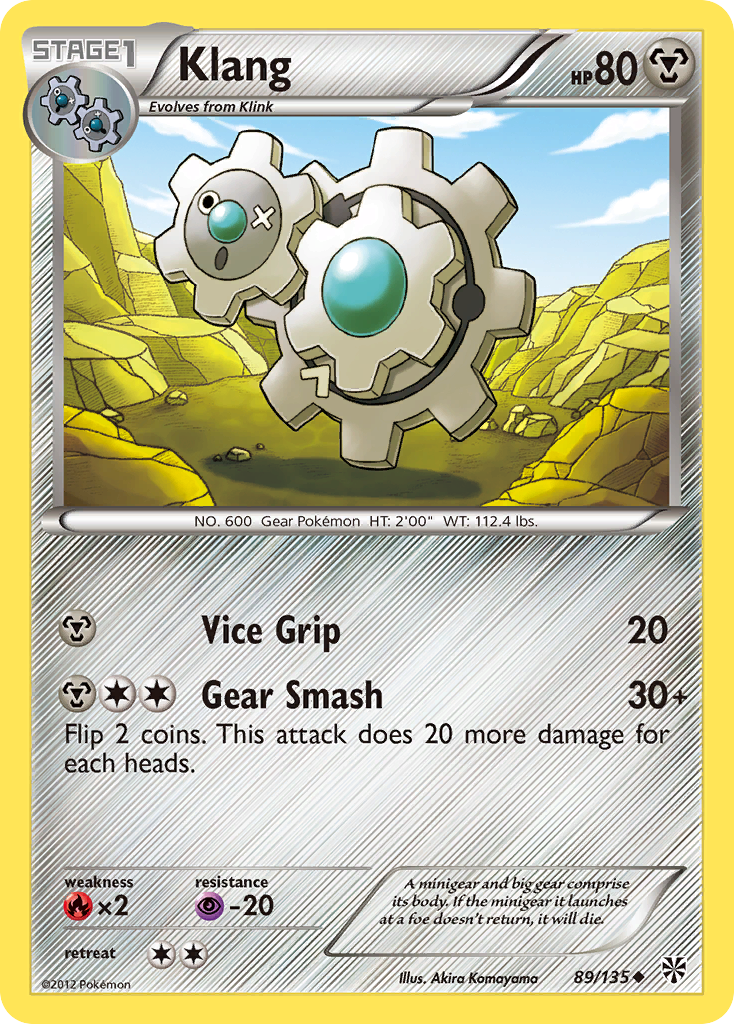 STAGE1
Klang
HP80
Evolves from Klink
NO. 600 Gear Pokémon HT: 2'00" WT: 112.4 lbs.
Vice Grip 20
Gear Smash 30+
Flip 2 coins. This attack does 20 more damage for
each heads.
weakness resistance
×2 -20
retreat
A minigear and big gear comprise
its body. If the minigear it launches
at a foe doesn't return, it will die.
©2012 Pokémon
Illus. Akira Komayama 89/135